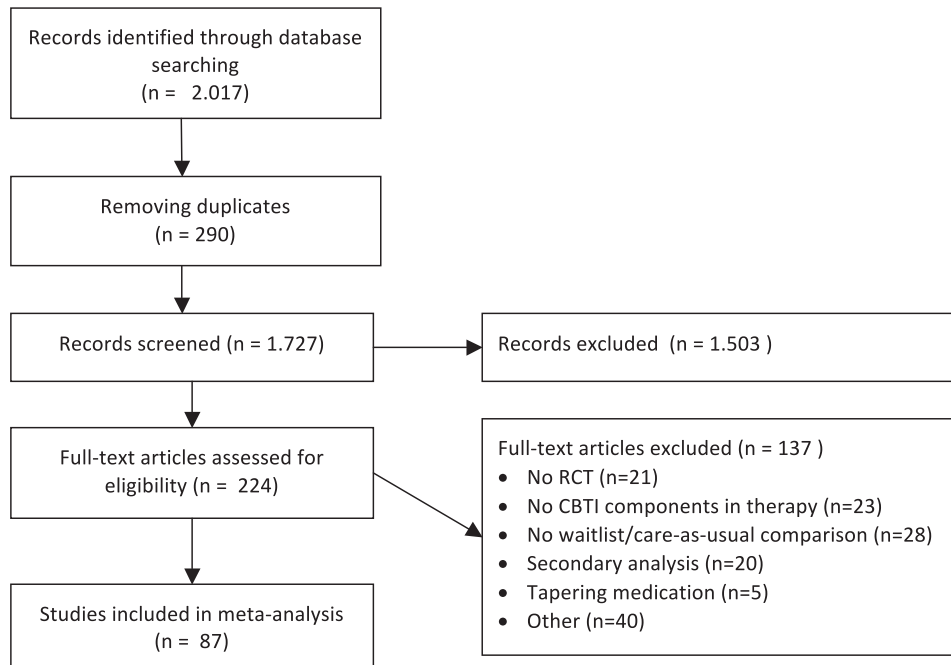 Records identified through database
searching
(n = 2.017)
Removing duplicates
(n = 290)
Records screened (n = 1.727)
Records excluded (n = 1.503 )
Full-text articles assessed for
eligibility (n = 224)
Full-text articles excluded (n = 137 )
• No RCT (n=21)
• No CBTI components in therapy (n=23)
• No waitlist/care-as-usual comparison (n=28)
• Secondary analysis (n=20)
• Tapering medication (n=5)
• Other (n=40)
Studies included in meta-analysis
(n = 87)